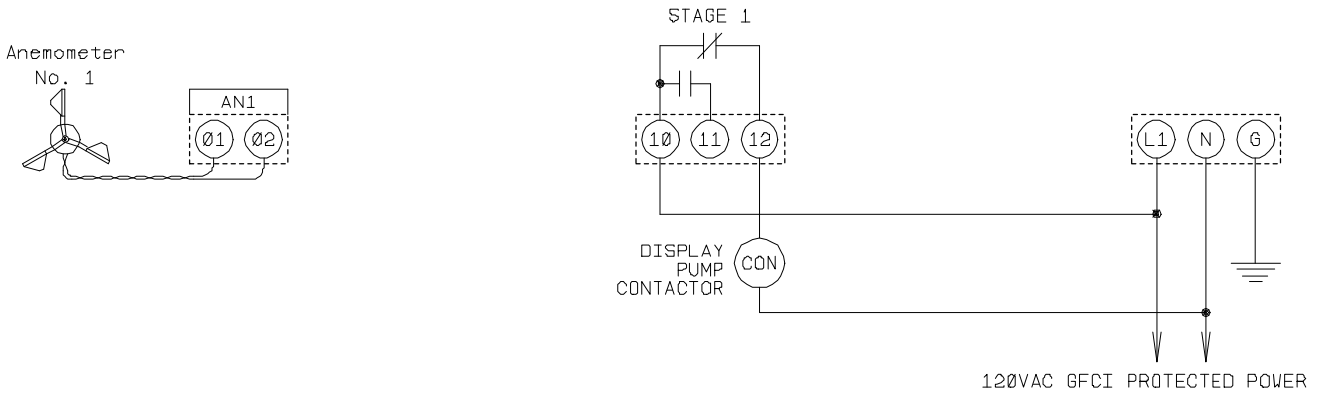 STAGE 1
Anemometer
No. 1
AN1
01 02
10 11 12
L1 N G
DISPLAY
PUMP
CONTACTOR
CON
120VAC GFCI PROTECTED POWER